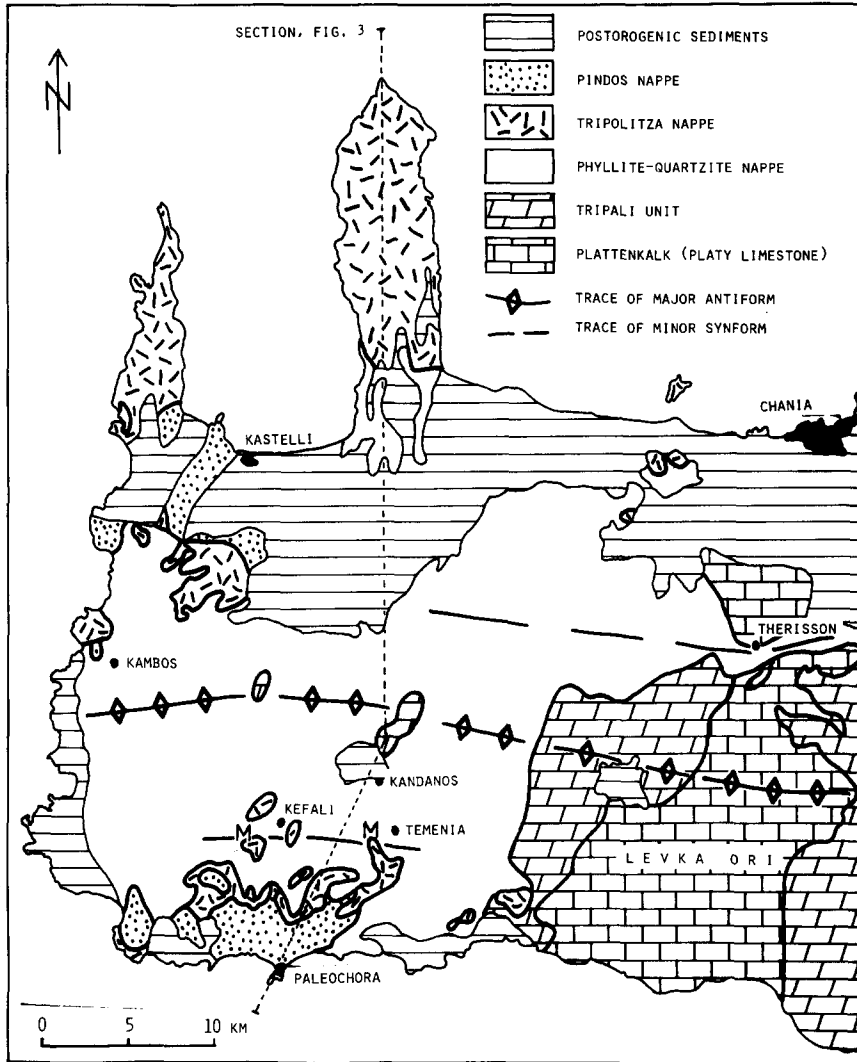 SECTION, FIG. 3
N
POSTOROGENIC SEDIMENTS
PINDOS NAPPE
TRIPOLITZA NAPPE
PHYLLITE-QUARTZITE NAPPE
TRIPALI UNIT
PLATTENKALK (PLATY LIMESTONE)
TRACE OF MAJOR ANTIFORM
TRACE OF MINOR SYNFORM
CHANIA
KASTELLI
THERISSON
KAMBOS
KANDANOS
KEFALI
M M TEMENIA
LEVKA ORI
PALEOCHORA
0 5 10 KM